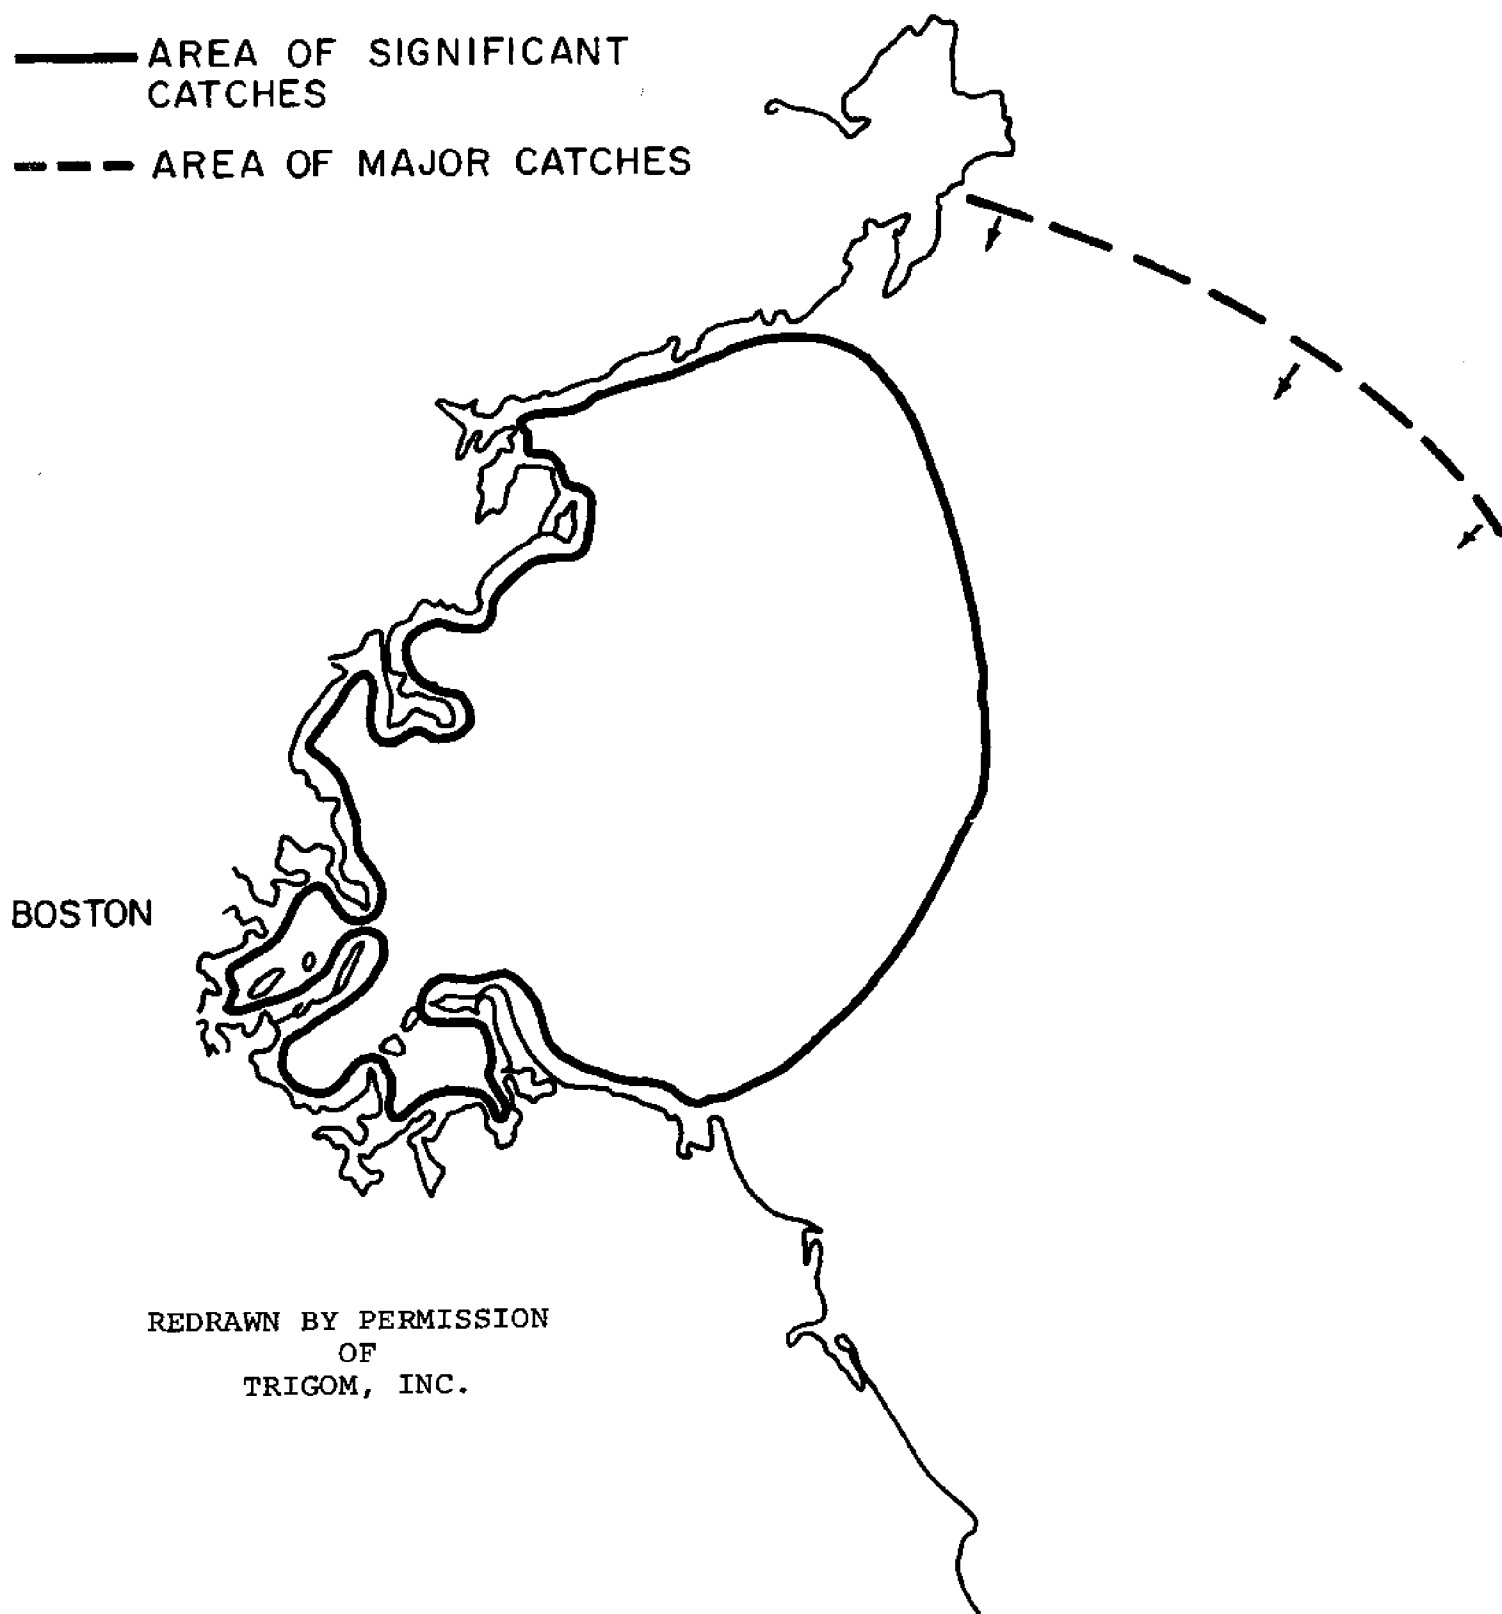 AREA OF SIGNIFICANT
CATCHES
AREA OF MAJOR CATCHES
BOSTON
REDRAWN BY PERMISSION
OF
TRIGOM, INC.